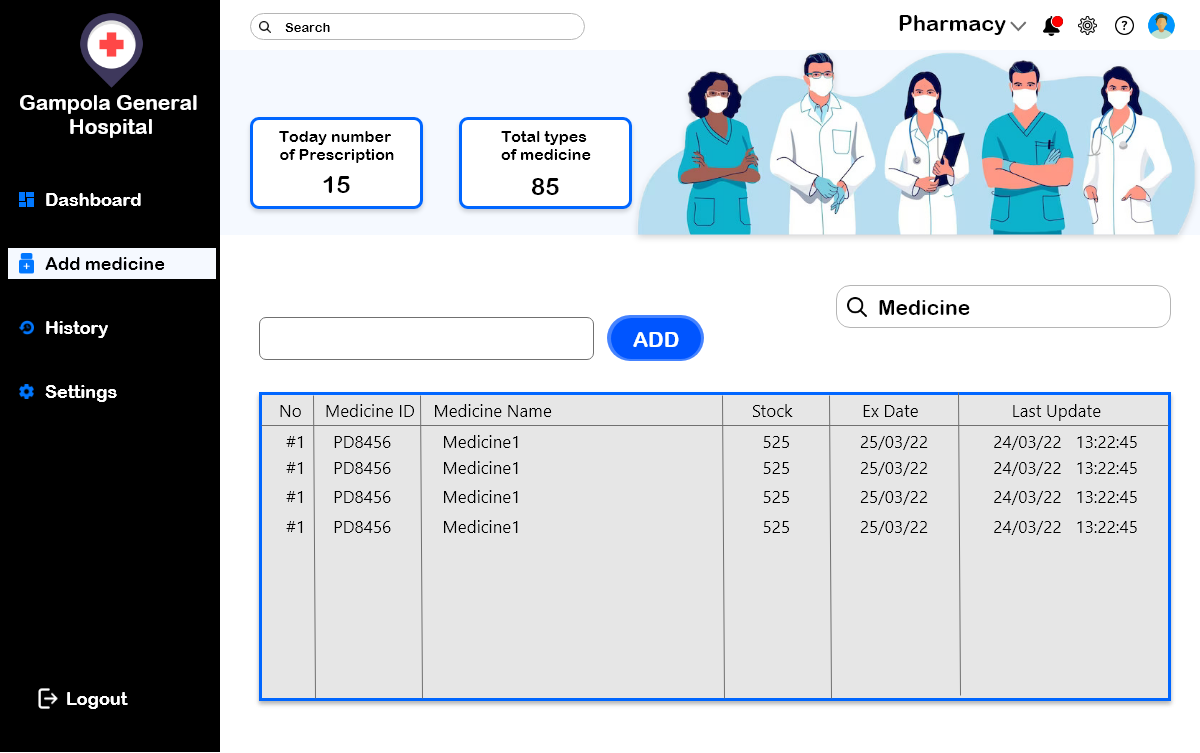 Gampola General
Hospital
Dashboard
Add medicine
History
Settings
Logout
Search
Pharmacy
?
Today number
of Prescription
15
Total types
of medicine
85
Medicine
ADD
No Medicine ID Medicine Name Stock Ex Date Last Update
#1 PD8456 Medicine1 525 25/03/22 24/03/22 13:22:45
#1 PD8456 Medicine1 525 25/03/22 24/03/22 13:22:45
#1 PD8456 Medicine1 525 25/03/22 24/03/22 13:22:45
#1 PD8456 Medicine1 525 25/03/22 24/03/22 13:22:45